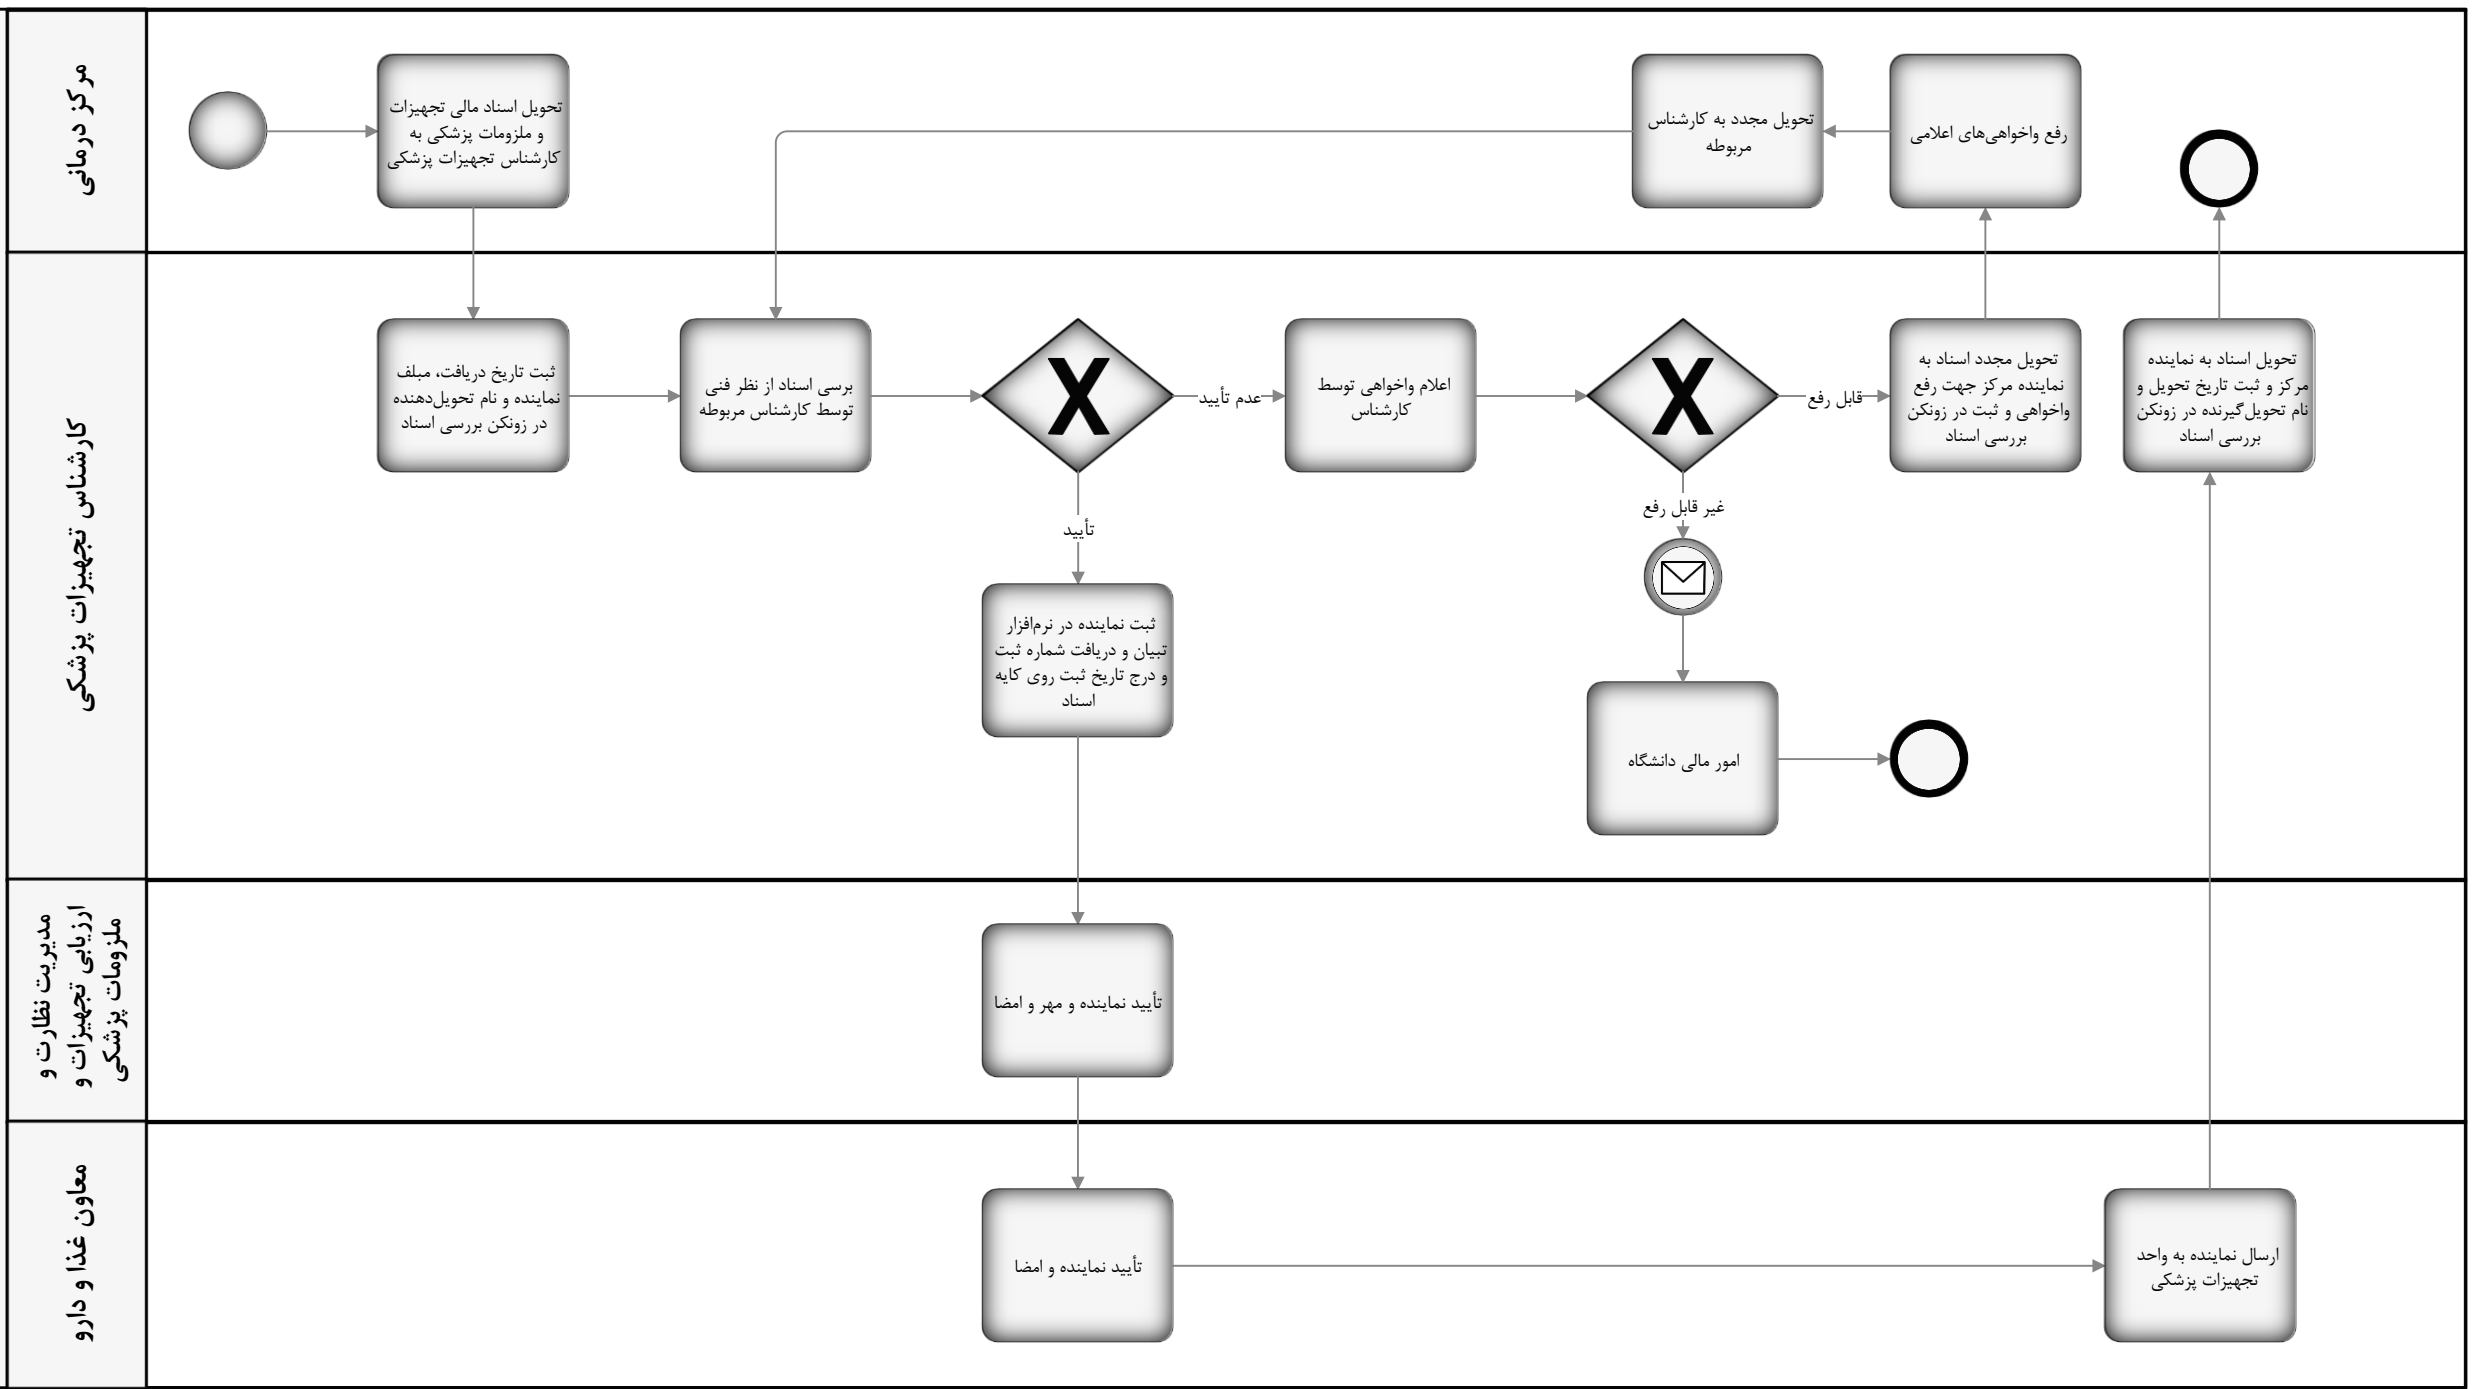 مرکز درمانی
تحویل اسناد مالی تجهیزات
و ملزومات پزشکی به
کارشناس تجهیزات پزشکی
تحویل مجدد به کارشناس
مربوطه
رفع واخواهی‌های اعلامی
کارشناس تجهیزات پزشکی
ثبت تاریخ دریافت، مبلف
نماینده و نام تحویل‌دهنده
در زونکن بررسی اسناد
برسی اسناد از نظر فنی
توسط کارشناس مربوطه
X
عدم تأیید
اعلام واخواهی توسط
کارشناس
X
قابل رفع
تحویل مجدد اسناد به
نماینده مرکز جهت رفع
واخواهی و ثبت در زونکن
بررسی اسناد
تحویل اسناد به نماینده
مرکز و ثبت تاریخ تحویل و
نام تحویل‌گیرنده در زونکن
بررسی اسناد
تأیید
غیر قابل رفع
ثبت نماینده در نرم‌افزار
تبیان و دریافت شماره ثبت
و درج تاریخ ثبت روی کایه
اسناد
امور مالی دانشگاه
مدیریت نظارت و
ارزیابی تجهیزات و
ملزومات پزشکی
تأیید نماینده و مهر و امضا
معاون غذا و دارو
تأیید نماینده و امضا
ارسال نماینده به واحد
تجهیزات پزشکی